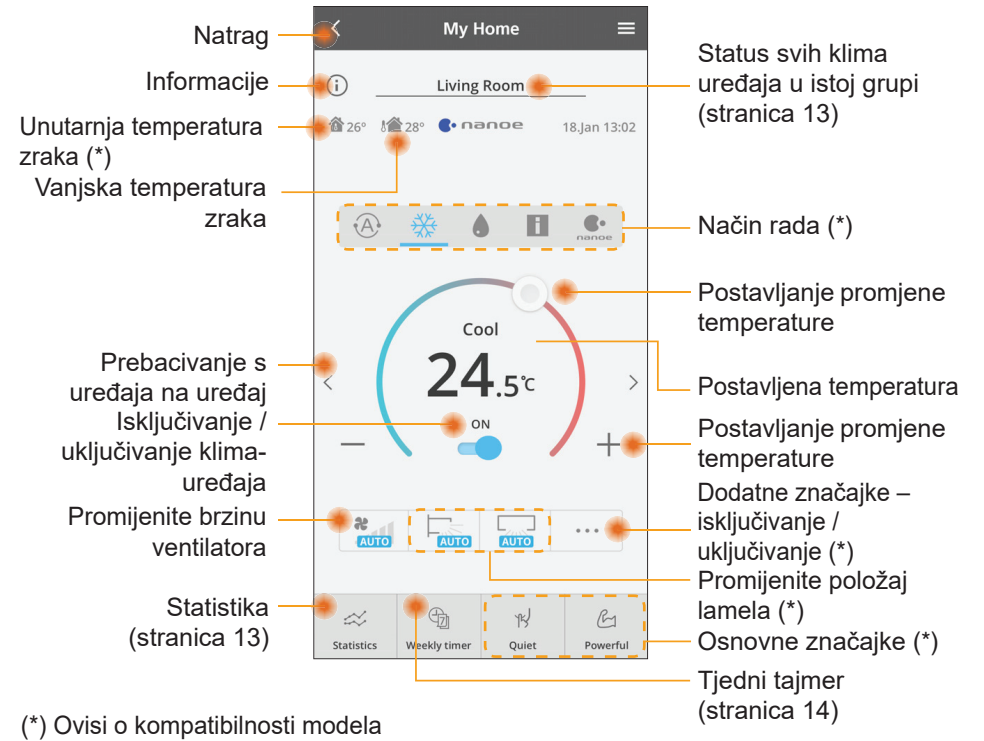 Natrag
Informacije
Unutarnja temperatura
zraka (*)
Vanjska temperatura
zraka
Prebacivanje s
uređaja na uređaj
Isključivanje /
uključivanje klima-
uređaja
Promijenite brzinu
ventilatora
Statistika
(stranica 13)
My Home
Living Room
26°
28°
nanoe
18.Jan 13:02
A
nanoe
Cool
24.5°C
ON
AUTO
AUTO
AUTO
Statistics
Weekly timer
7
Quiet
Powerful
Status svih klima
uređaja u istoj grupi
(stranica 13)
Način rada (*)
Postavljanje promjene
temperature
Postavljena temperatura
Postavljanje promjene
temperature
Dodatne značajke –
isključivanje /
uključivanje (*)
Promijenite položaj
lamela (*)
Osnovne značajke (*)
Tjedni tajmer
(stranica 14)
(*) Ovisi o kompatibilnosti modela